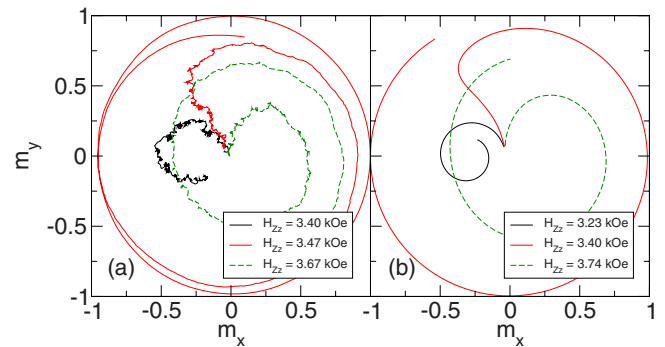 1
0.5
0
-0.5
-1
m_y
(a)
H_Zz = 3.40 kOe
H_Zz = 3.47 kOe
H_Zz = 3.67 kOe
(b)
H_Zz = 3.23 kOe
H_Zz = 3.40 kOe
H_Zz = 3.74 kOe
-1 -0.5 0 0.5 1 -0.5 0 0.5 1
m_x m_x